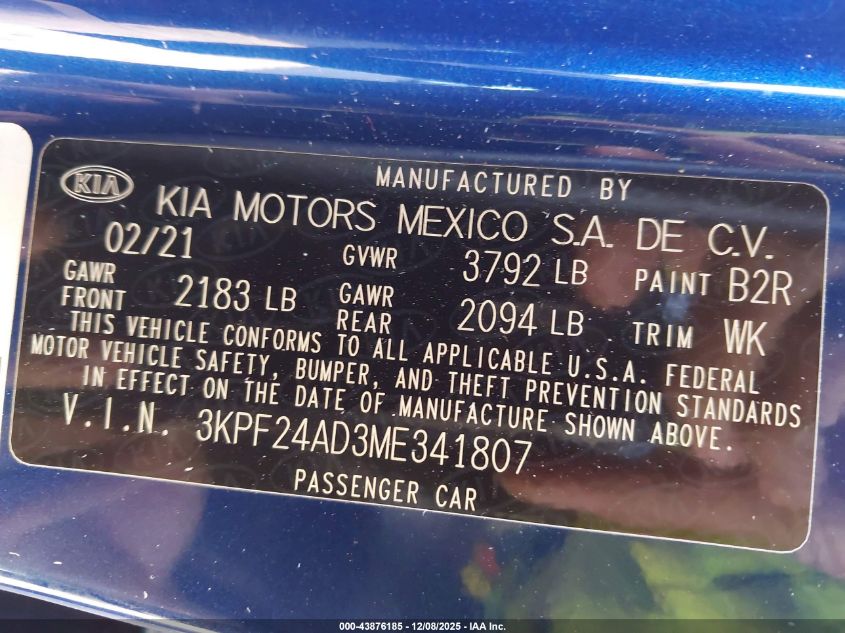 MANUFACTURED BY
KIA KIA MOTORS MEXICO S.A. DE C.V.
02/21 GVWR 3792 LB PAINT B2R
GAWR FRONT 2183 LB GAWR REAR 2094 LB TRIM WK
THIS VEHICLE CONFORMS TO ALL APPLICABLE U.S.A. FEDERAL
MOTOR VEHICLE SAFETY, BUMPER, AND THEFT PREVENTION STANDARDS
IN EFFECT ON THE DATE OF MANUFACTURE SHOWN ABOVE.
V.I.N. 3KPF24AD3ME341807
PASSENGER CAR
000-43876185 - 12/08/2025 - IAA Inc.